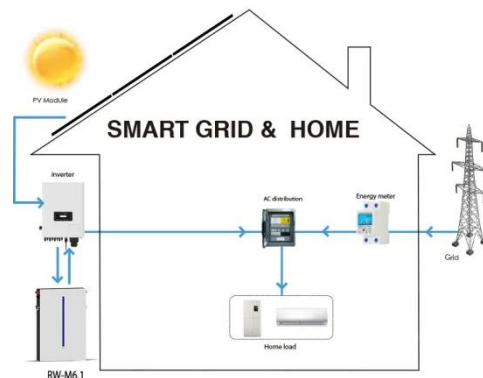 PV Module
SMART GRID & HOME
inverter
AC distribution
Energy meter
Grid
Home load
RW-M6.1